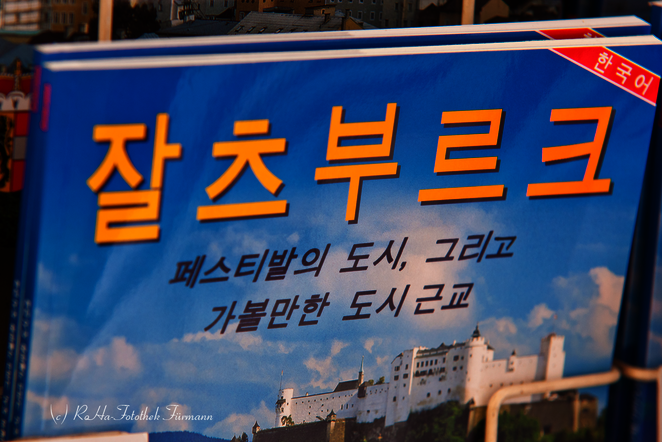 한국어
잘츠부르크
페스티발의 도시, 그리고
가볼만한 도시근교
(c) RaHa-Fotothek Fürmann